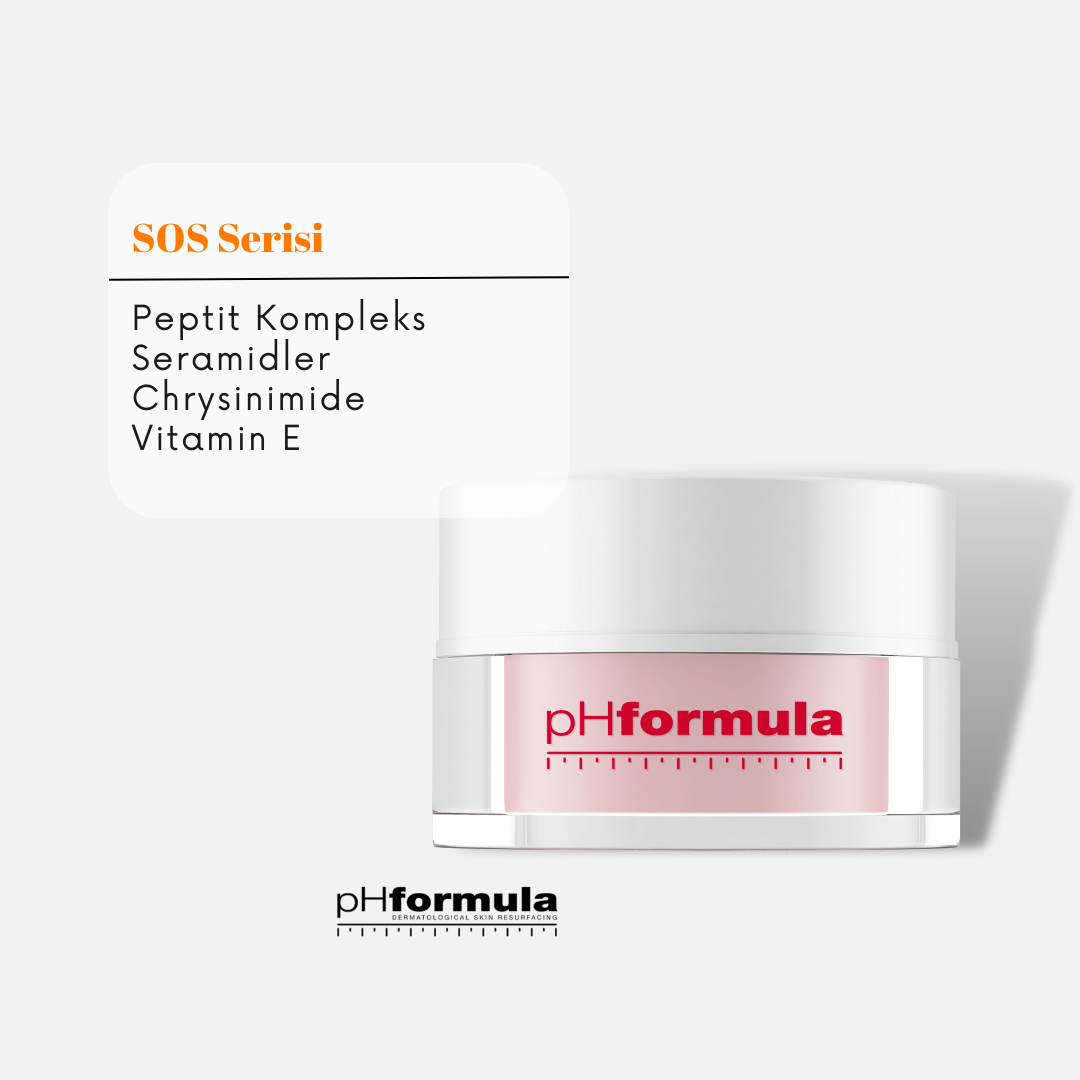 SOS Serisi
Peptit Kompleks
Seramidler
Chrysinimide
Vitamin E
pHformula
pHformula
DERMATOLOGICAL SKIN RESURFACING